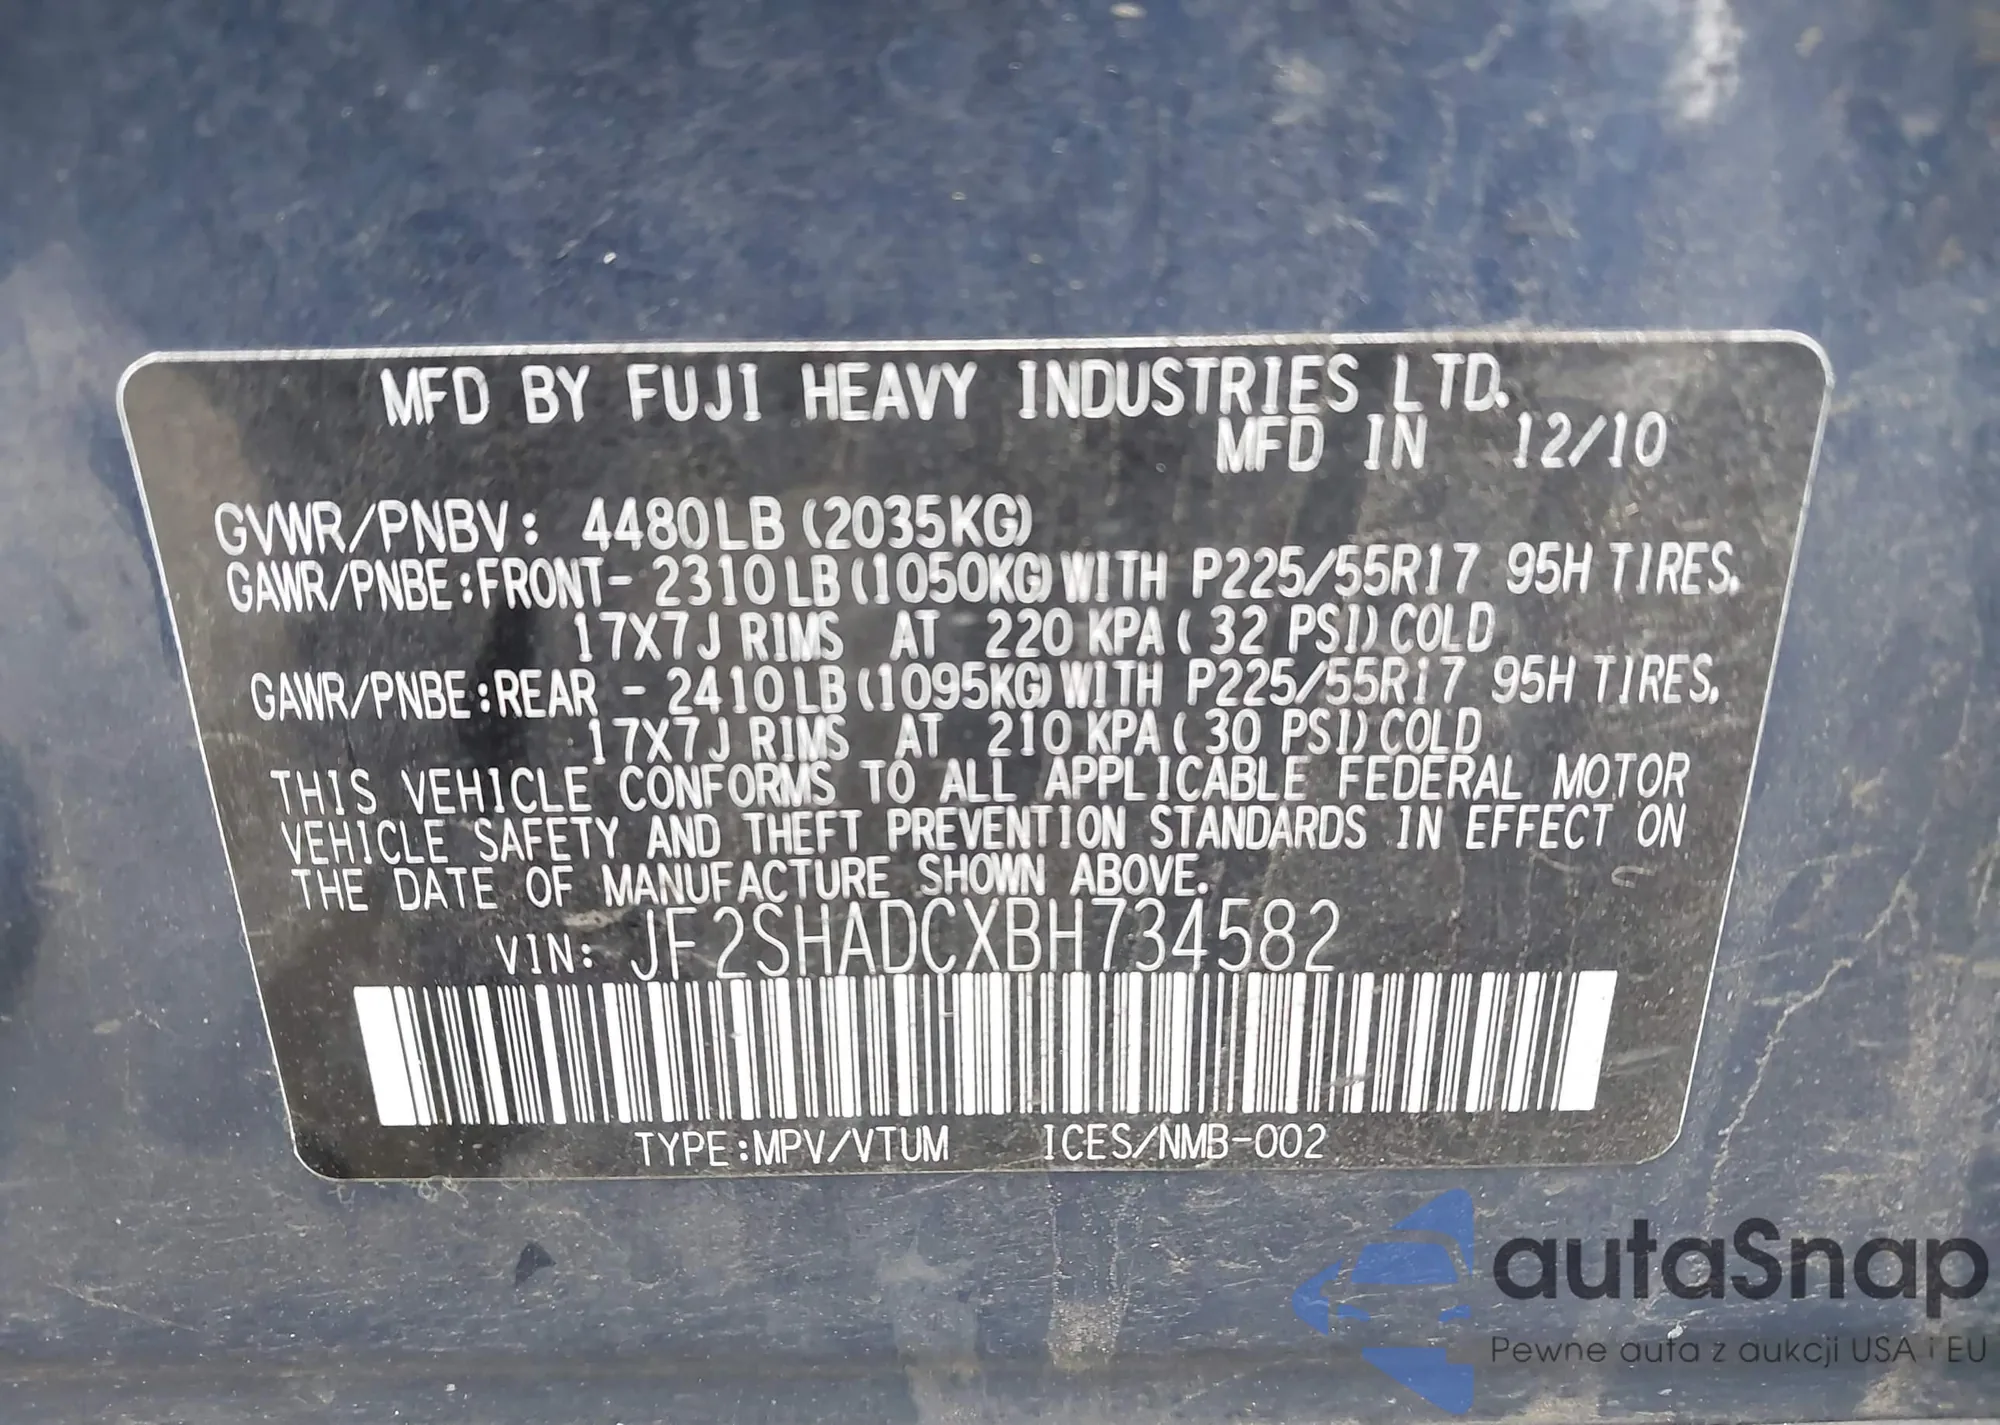 MFD BY FUJI HEAVY INDUSTRIES LTD.
MFD IN 12/10
GVWR/PNBV: 4480LB (2035KG)
GAWR/PNBE:FRONT- 2310LB(1050KG)WITH P225/55R17 95H TIRES,
17X7J RIMS AT 220 KPA( 32 PSI)COLD
GAWR/PNBE:REAR - 2410LB(1095KG)WITH P225/55R17 95H TIRES,
17X7J RIMS AT 210 KPA( 30 PSI)COLD
THIS VEHICLE CONFORMS TO ALL APPLICABLE FEDERAL MOTOR
VEHICLE SAFETY AND THEFT PREVENTION STANDARDS IN EFFECT ON
THE DATE OF MANUFACTURE SHOWN ABOVE.
VIN: JF2SHADCXBH734582
TYPE:MPV/VTUM ICES/NMB-002
autaSnap
Pewne auta z aukcji USA i EU